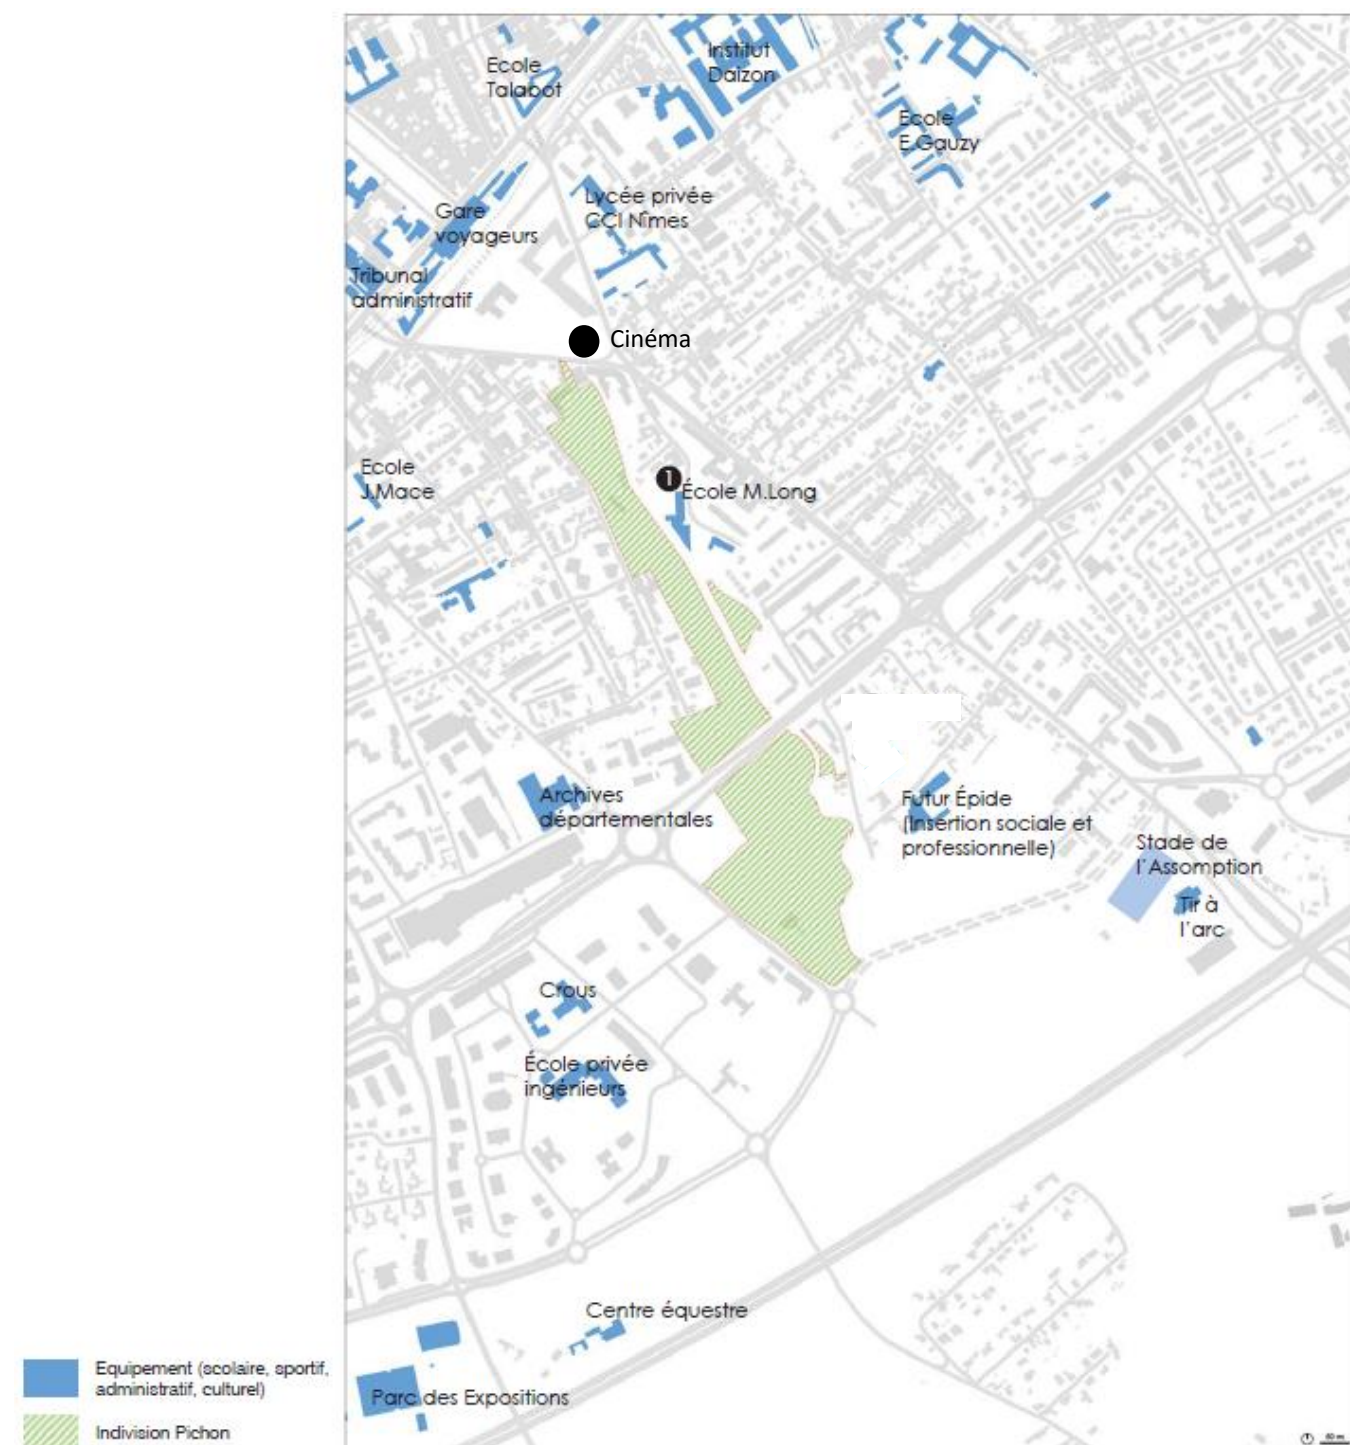 Institut
Daizon
Ecole
Talabot
Ecole
E.Gauzy
Lycée privée
CCI Nîmes
Gare
voyageurs
Tribunal
administratif
Cinéma
Ecole
J.Mace
1
École M.Long
Archives
départementales
Futur Épide
(Insertion sociale et
professionnelle)
Stade de
l'Assomption
Tir à
l'arc
Crous
École privée
ingénieurs
Centre équestre
Parc des Expositions
Equipement (scolaire, sportif,
administratif, culturel)
Indivision Pichon